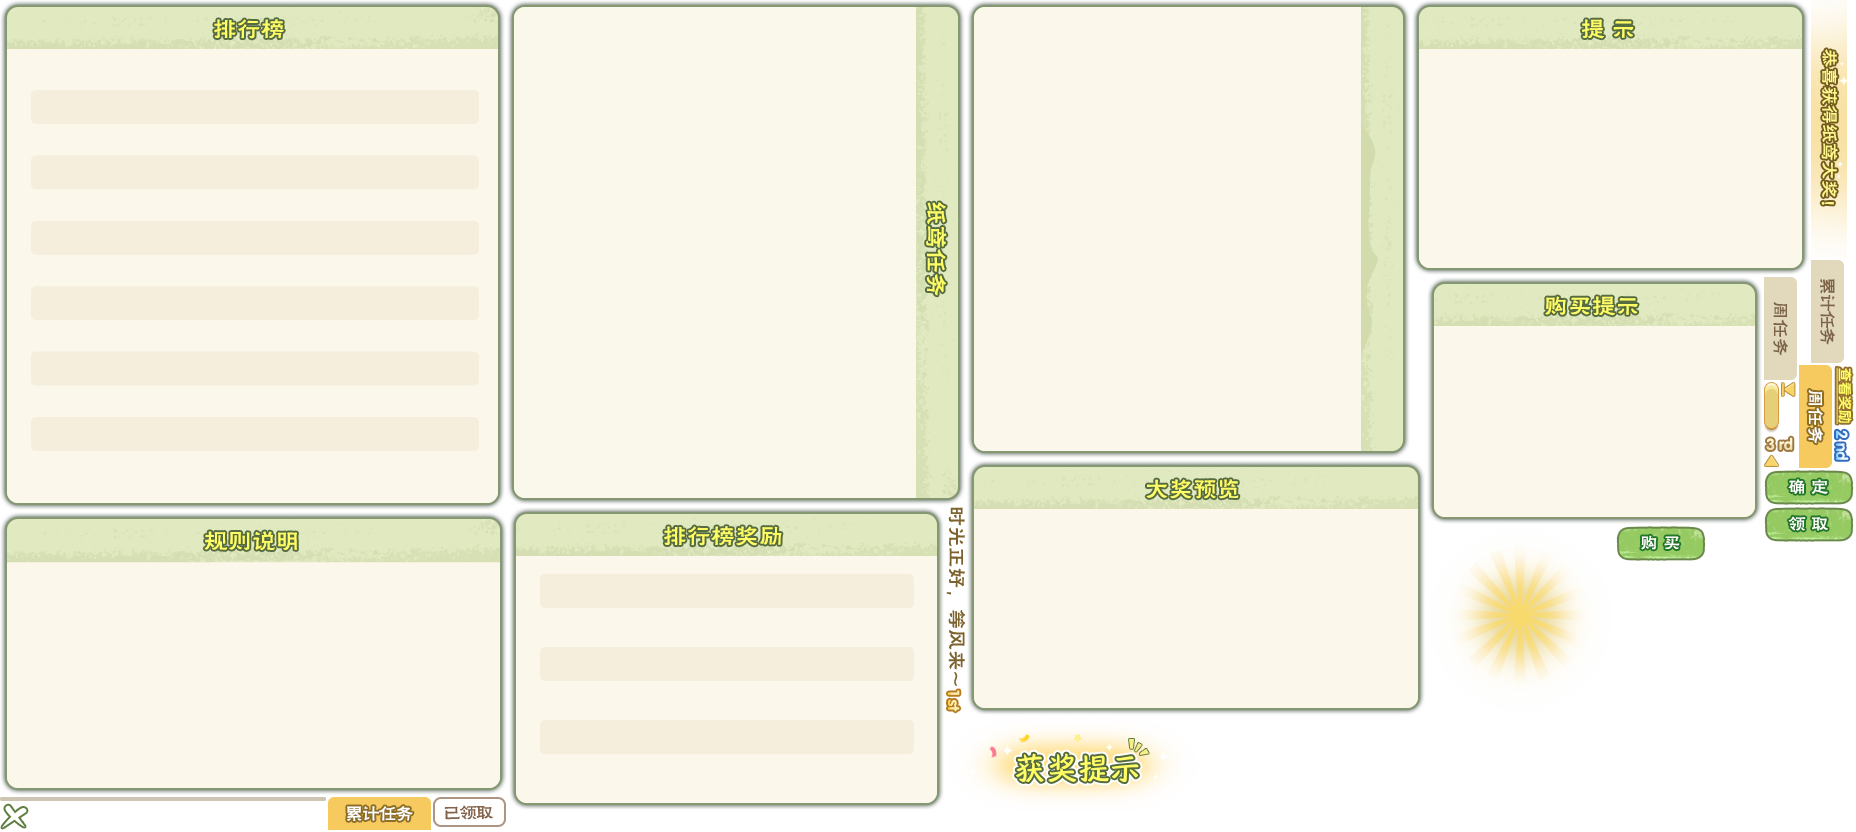 排行榜
纸鸢任务
提 示
恭喜获得纸鸢大奖！
购买提示
周任务
累计任务
周任务
查看奖励
2nd
3rd
确 定
领 取
购 买
大奖预览
规则说明
排行榜奖励
时光正好，等风来~
1st
获奖提示
累计任务
已领取